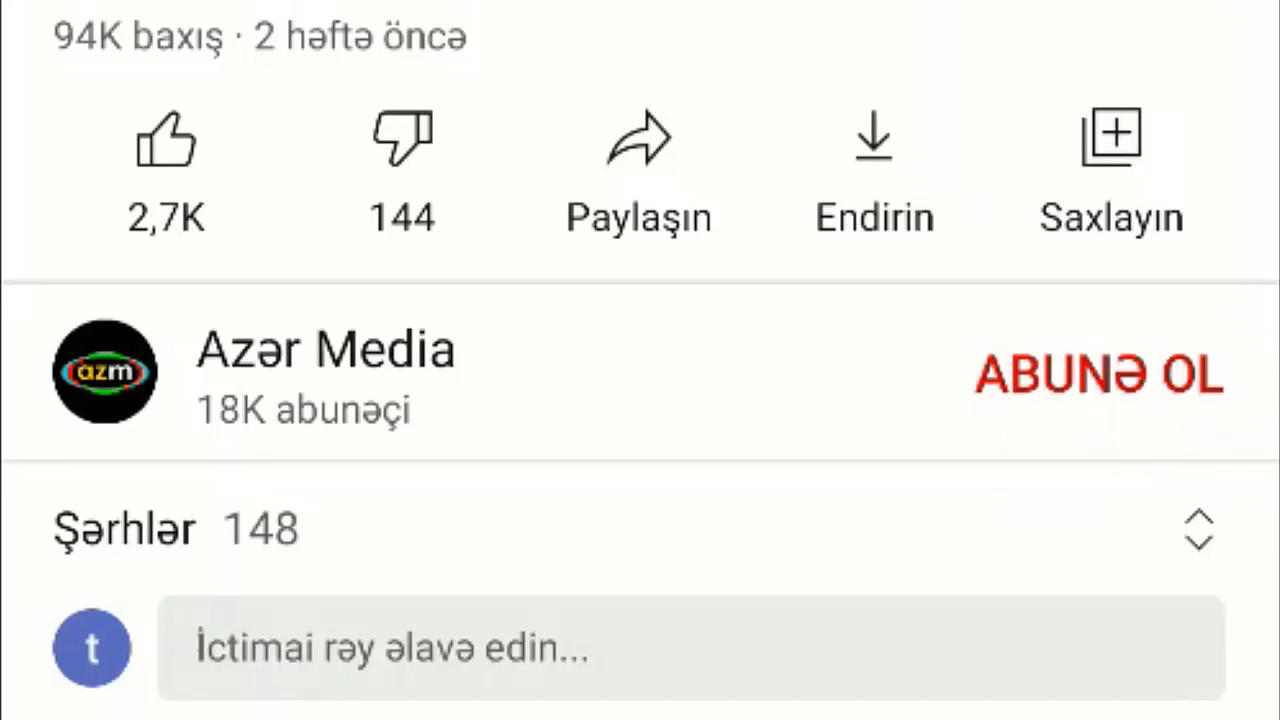 94K baxış · 2 həftə öncə
2,7K 144 Paylaşın Endirin Saxlayın
azm
Azər Media
18K abunəçi
ABUNƏ OL
Şərhlər 148
t
İctimai rəy əlavə edin...